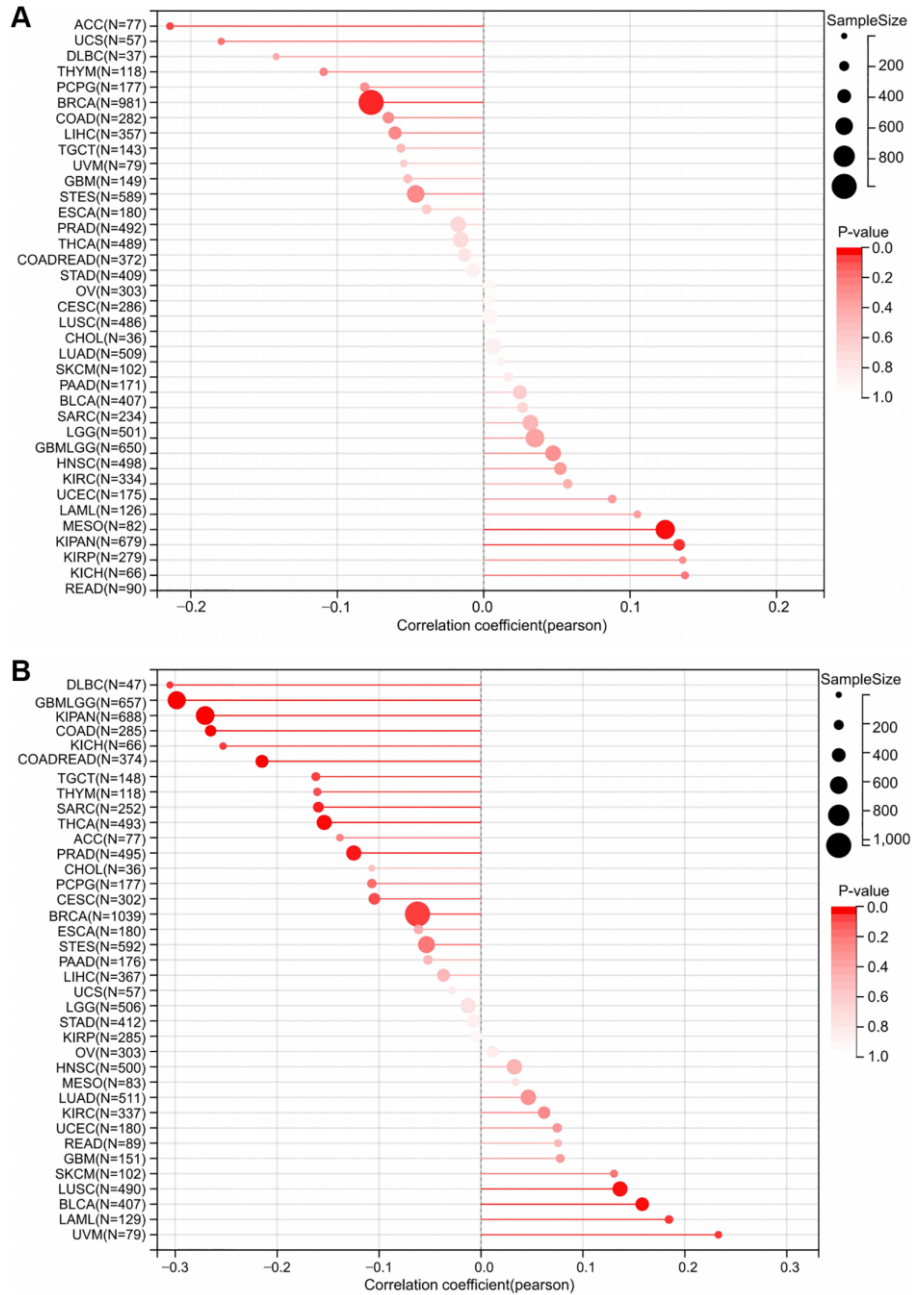 A
ACC(N=77)
UCS(N=57)
DLBC(N=37)
THYM(N=118)
PCPG(N=177)
BRCA(N=981)
COAD(N=282)
LIHC(N=357)
TGCT(N=143)
UVM(N=79)
GBM(N=149)
STES(N=589)
ESCA(N=180)
PRAD(N=492)
THCA(N=489)
COADREAD(N=372)
STAD(N=409)
OV(N=303)
CESC(N=286)
LUSC(N=486)
CHOL(N=36)
LUAD(N=509)
SKCM(N=102)
PAAD(N=171)
BLCA(N=407)
SARC(N=234)
LGG(N=501)
GBMLGG(N=650)
HNSC(N=498)
KIRC(N=334)
UCEC(N=175)
LAML(N=126)
MESO(N=82)
KIPAN(N=679)
KIRP(N=279)
KICH(N=66)
READ(N=90)
−0.2 −0.1 0.0 0.1 0.2
Correlation coefficient(pearson)
SampleSize
200
400
600
800
P-value
0.0
0.2
0.4
0.6
0.8
1.0
B
DLBC(N=47)
GBMLGG(N=657)
KIPAN(N=688)
COAD(N=285)
KICH(N=66)
COADREAD(N=374)
TGCT(N=148)
THYM(N=118)
SARC(N=252)
THCA(N=493)
ACC(N=77)
PRAD(N=495)
CHOL(N=36)
PCPG(N=177)
CESC(N=302)
BRCA(N=1039)
ESCA(N=180)
STES(N=592)
PAAD(N=176)
LIHC(N=367)
UCS(N=57)
LGG(N=506)
STAD(N=412)
KIRP(N=285)
OV(N=303)
HNSC(N=500)
MESO(N=83)
LUAD(N=511)
KIRC(N=337)
UCEC(N=180)
READ(N=89)
GBM(N=151)
SKCM(N=102)
LUSC(N=490)
BLCA(N=407)
LAML(N=129)
UVM(N=79)
−0.3 −0.2 −0.1 0.0 0.1 0.2 0.3
Correlation coefficient(pearson)
SampleSize
200
400
600
800
1,000
P-value
0.0
0.2
0.4
0.6
0.8
1.0